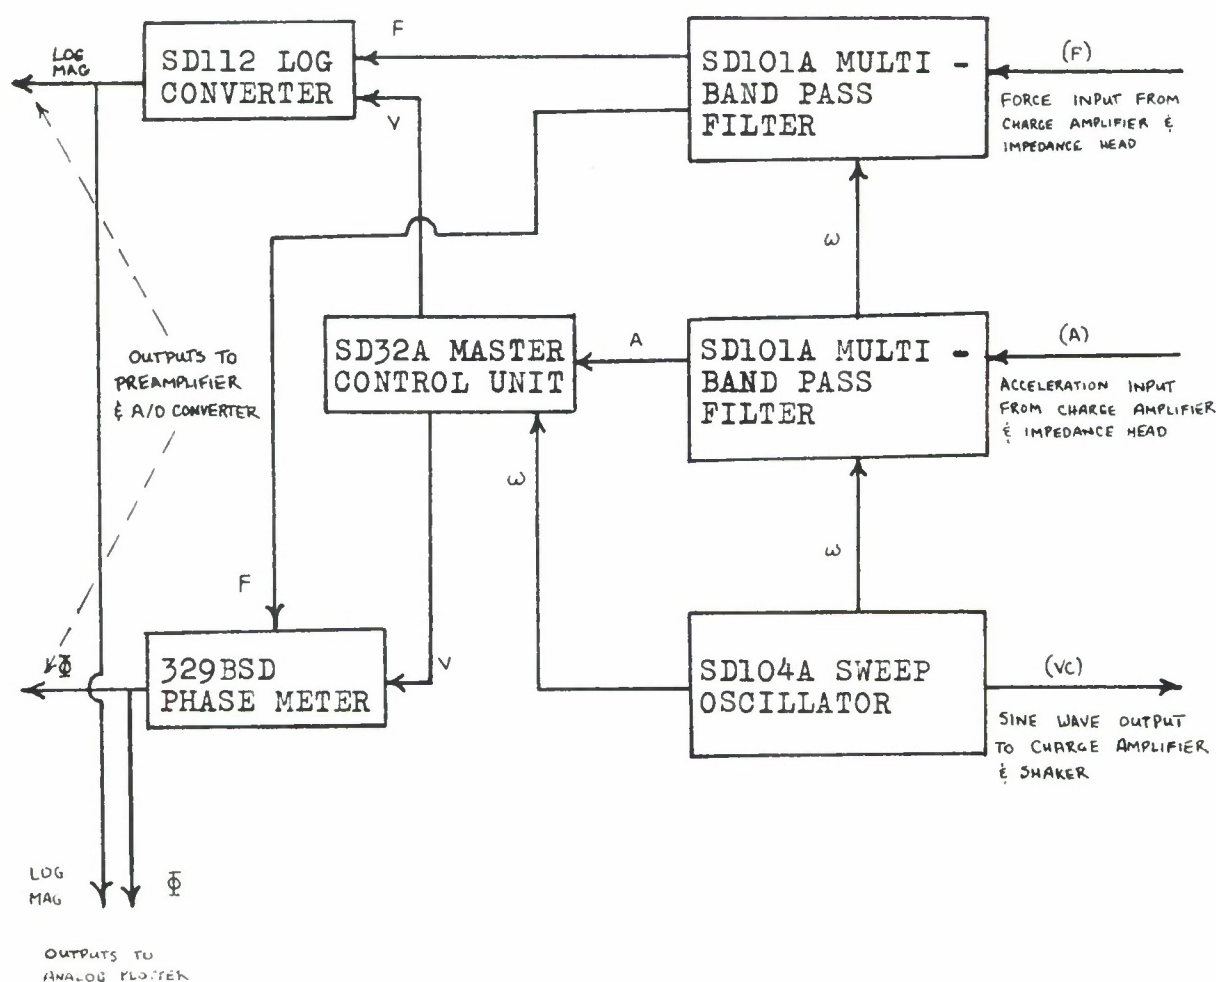 LOG
MAG
SD112 LOG
CONVERTER
F
V
SD101A MULTI -
BAND PASS
FILTER
(F)
FORCE INPUT FROM
CHARGE AMPLIFIER &
IMPEDANCE HEAD
ω
OUTPUTS TO
PREAMPLIFIER
& A/D CONVERTER
SD32A MASTER
CONTROL UNIT
A
SD101A MULTI -
BAND PASS
FILTER
(A)
ACCELERATION INPUT
FROM CHARGE AMPLIFIER
& IMPEDANCE HEAD
ω
ω
F
Φ
329BSD
PHASE METER
V
SD104A SWEEP
OSCILLATOR
(VC)
SINE WAVE OUTPUT
TO CHARGE AMPLIFIER
& SHAKER
LOG
MAG
Φ
OUTPUTS TO
ANALOG PLOTTER